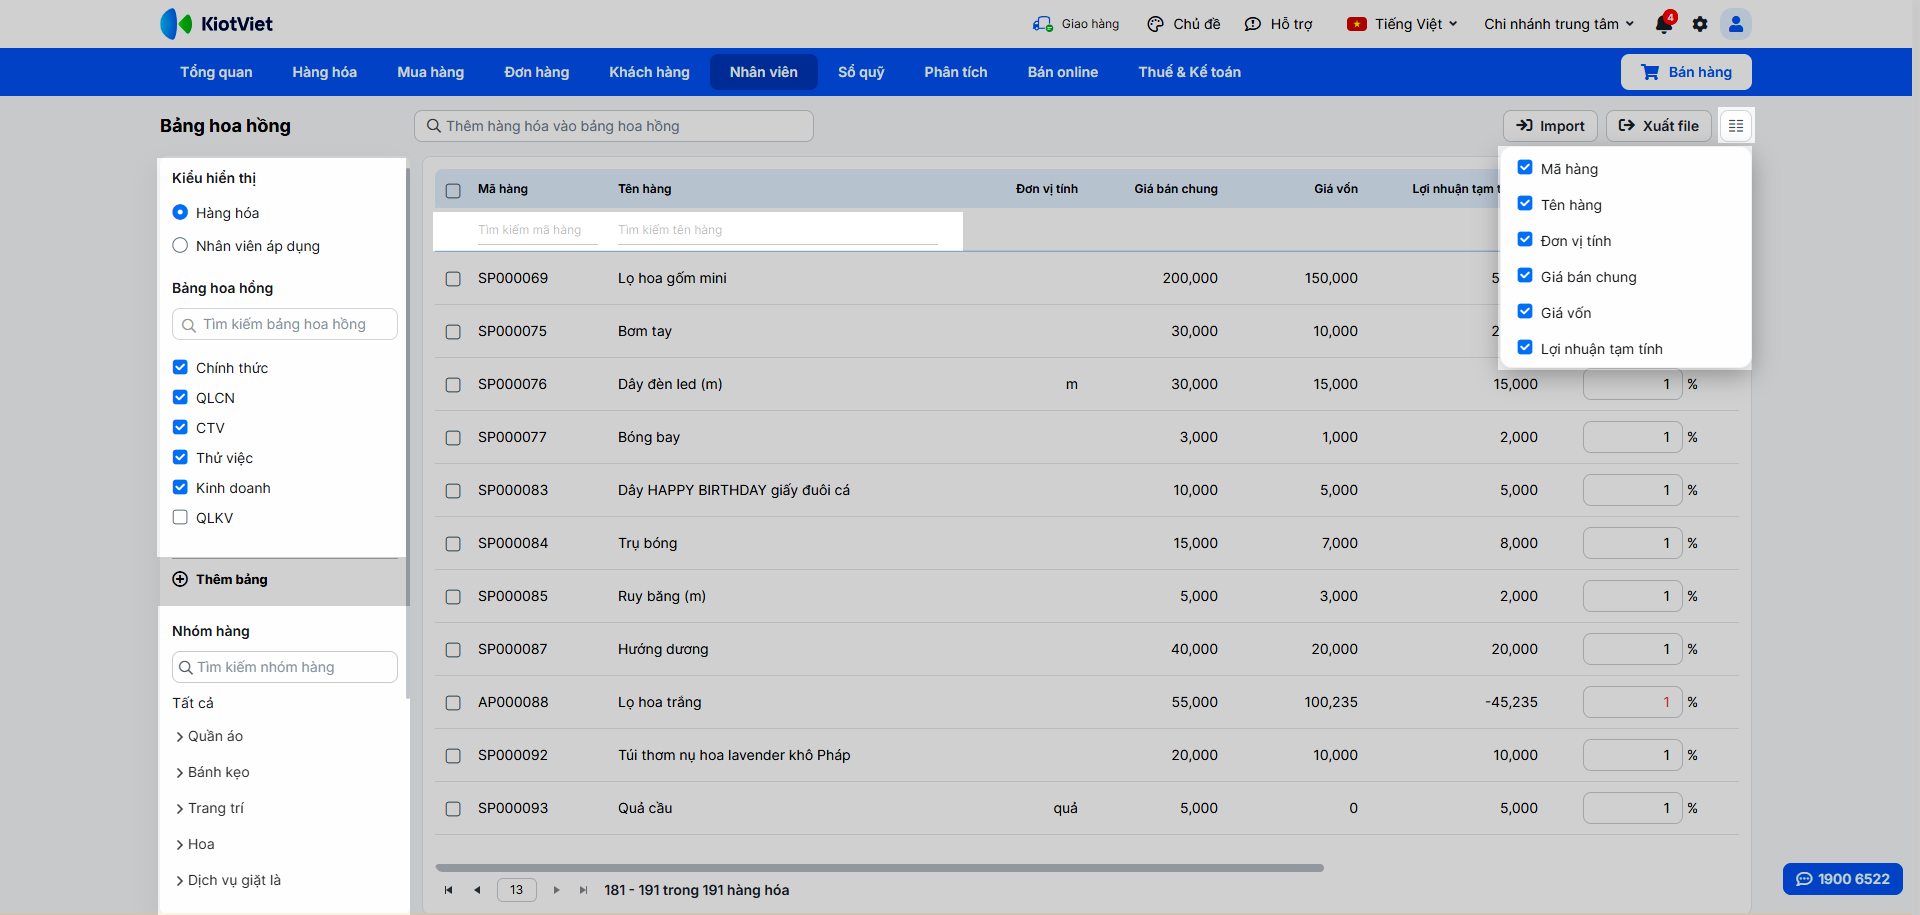 KiotViet
Giao hàng Chủ đề Hỗ trợ Tiếng Việt Chi nhánh trung tâm 4
Tổng quan Hàng hóa Mua hàng Đơn hàng Khách hàng Nhân viên Sổ quỹ Phân tích Bán online Thuế & Kế toán Bán hàng
Bảng hoa hồng Thêm hàng hóa vào bảng hoa hồng Import Xuất file
Kiểu hiển thị
Hàng hóa
Nhân viên áp dụng
Bảng hoa hồng
Tìm kiếm bảng hoa hồng
Chính thức
QLCN
CTV
Thử việc
Kinh doanh
QLKV
Thêm bảng
Nhóm hàng
Tìm kiếm nhóm hàng
Tất cả
Quần áo
Bánh kẹo
Trang trí
Hoa
Dịch vụ giặt là
Mã hàng Tên hàng Đơn vị tính Giá bán chung Giá vốn Lợi nhuận tạm t
Tìm kiếm mã hàng Tìm kiếm tên hàng
SP000069 Lọ hoa gốm mini 200,000 150,000 5
SP000075 Bơm tay 30,000 10,000 2
SP000076 Dây đèn led (m) m 30,000 15,000 15,000 1 %
SP000077 Bóng bay 3,000 1,000 2,000 1 %
SP000083 Dây HAPPY BIRTHDAY giấy đuôi cá 10,000 5,000 5,000 1 %
SP000084 Trụ bóng 15,000 7,000 8,000 1 %
SP000085 Ruy băng (m) 5,000 3,000 2,000 1 %
SP000087 Hướng dương 40,000 20,000 20,000 1 %
AP000088 Lọ hoa trắng 55,000 100,235 -45,235 1 %
SP000092 Túi thơm nụ hoa lavender khô Pháp 20,000 10,000 10,000 1 %
SP000093 Quả cầu quả 5,000 0 5,000 1 %
Mã hàng
Tên hàng
Đơn vị tính
Giá bán chung
Giá vốn
Lợi nhuận tạm tính
13 181 - 191 trong 191 hàng hóa
1900 6522